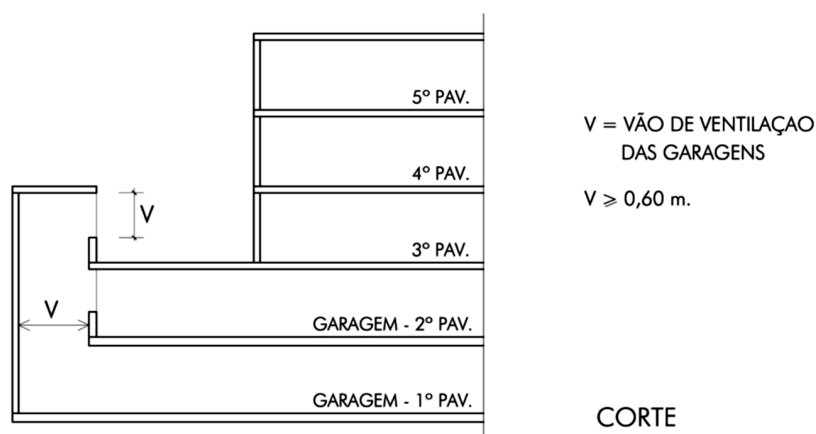 5º PAV.
V = VÃO DE VENTILAÇAO
DAS GARAGENS
4º PAV.
V ⩾ 0,60 m.
V
3º PAV.
V
GARAGEM - 2º PAV.
GARAGEM - 1º PAV.
CORTE